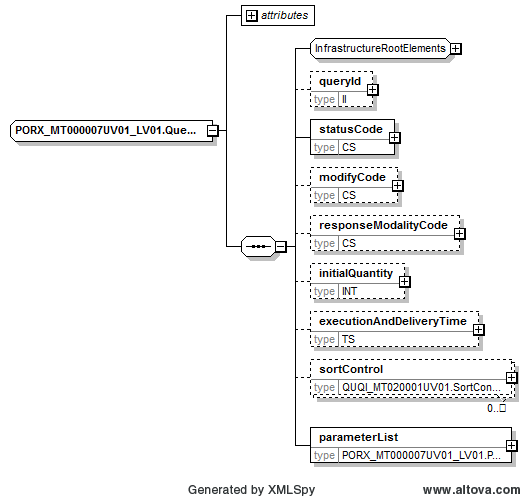 attributes
InfrastructureRootElements
queryId
type II
statusCode
type CS
PORX_MT000007UV01_LV01.Que...
modifyCode
type CS
responseModalityCode
type CS
initialQuantity
type INT
executionAndDeliveryTime
type TS
sortControl
type QUQI_MT020001UV01.SortCon...
0..□
parameterList
type PORX_MT000007UV01_LV01.P...
Generated by XMLSpy www.altova.com